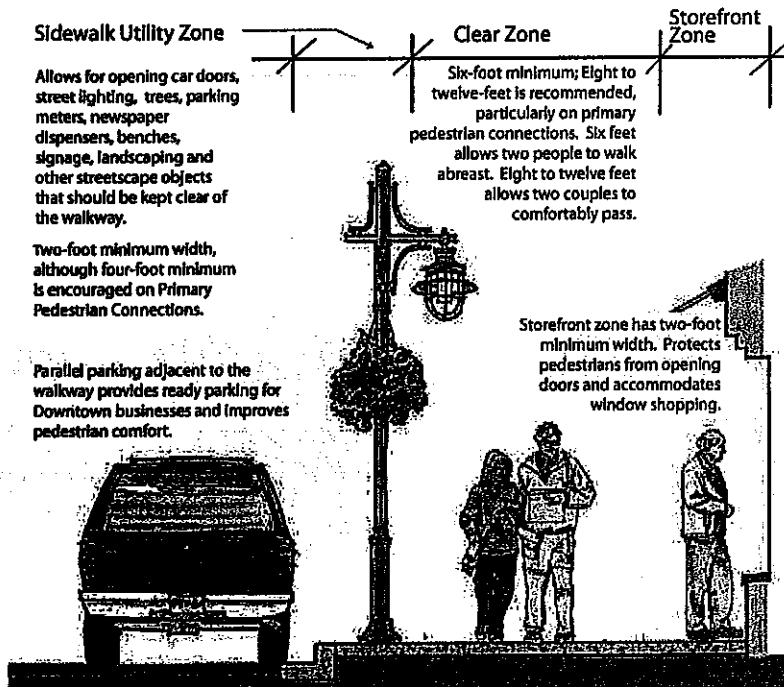 Sidewalk Utility Zone
Allows for opening car doors,
street lighting, trees, parking
meters, newspaper
dispensers, benches,
signage, landscaping and
other streetscape objects
that should be kept clear of
the walkway.
Two-foot minimum width,
although four-foot minimum
is encouraged on Primary
Pedestrian Connections.
Parallel parking adjacent to the
walkway provides ready parking for
Downtown businesses and improves
pedestrian comfort.
Clear Zone
Six-foot minimum; Eight to
twelve-feet is recommended,
particularly on primary
pedestrian connections. Six feet
allows two people to walk
abreast. Eight to twelve feet
allows two couples to
comfortably pass.
Storefront
Zone
Storefront zone has two-foot
minimum width. Protects
pedestrians from opening
doors and accommodates
window shopping.